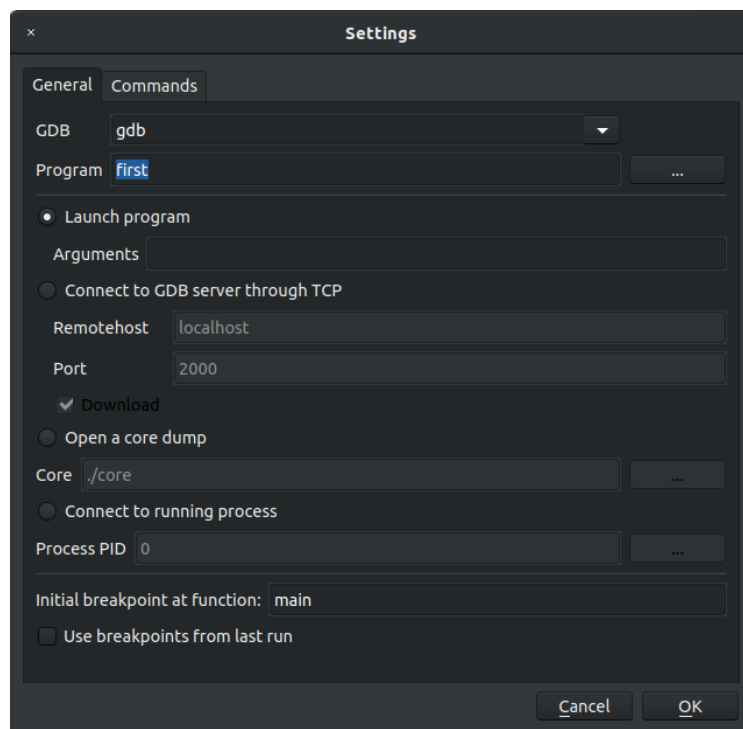 × Settings
General Commands
GDB gdb
Program first ...
Launch program
Arguments
Connect to GDB server through TCP
Remotehost localhost
Port 2000
Download
Open a core dump
Core ./core ...
Connect to running process
Process PID 0 ...
Initial breakpoint at function: main
Use breakpoints from last run
Cancel OK